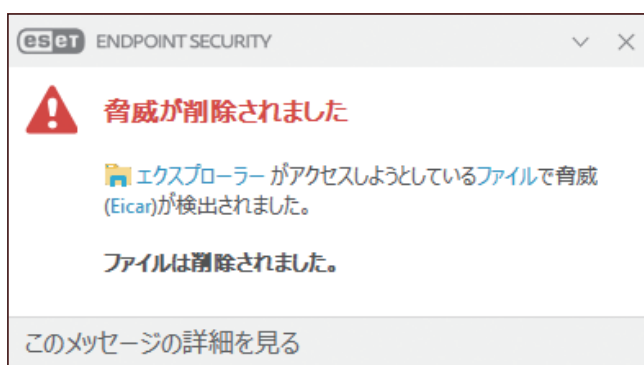 eset ENDPOINT SECURITY
脅威が削除されました
エクスプローラー がアクセスしようとしているファイルで脅威
(Eicar)が検出されました。
ファイルは削除されました。
このメッセージの詳細を見る